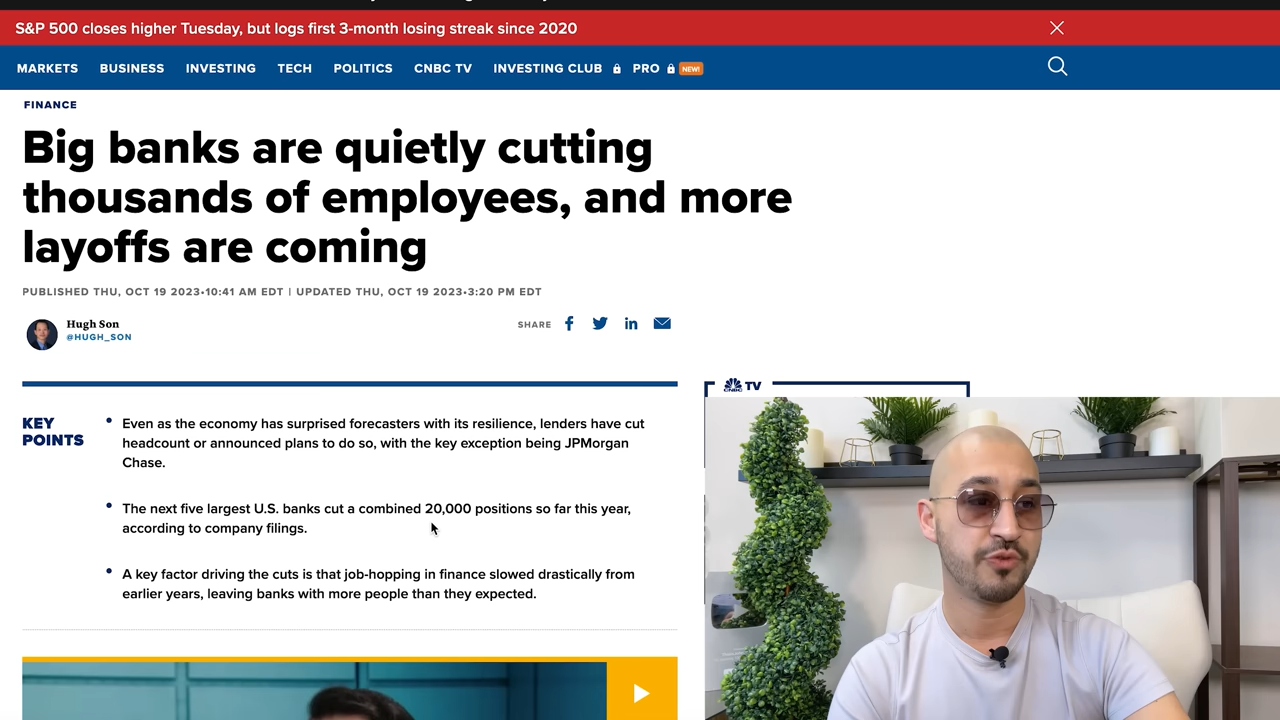 S&P 500 closes higher Tuesday, but logs first 3-month losing streak since 2020
MARKETS BUSINESS INVESTING TECH POLITICS CNBC TV INVESTING CLUB PRO NEW!
FINANCE
Big banks are quietly cutting
thousands of employees, and more
layoffs are coming
PUBLISHED THU, OCT 19 2023•10:41 AM EDT | UPDATED THU, OCT 19 2023•3:20 PM EDT
Hugh Son
@HUGH_SON
SHARE
KEY
POINTS
Even as the economy has surprised forecasters with its resilience, lenders have cut
headcount or announced plans to do so, with the key exception being JPMorgan
Chase.
The next five largest U.S. banks cut a combined 20,000 positions so far this year,
according to company filings.
A key factor driving the cuts is that job-hopping in finance slowed drastically from
earlier years, leaving banks with more people than they expected.
CNBC TV